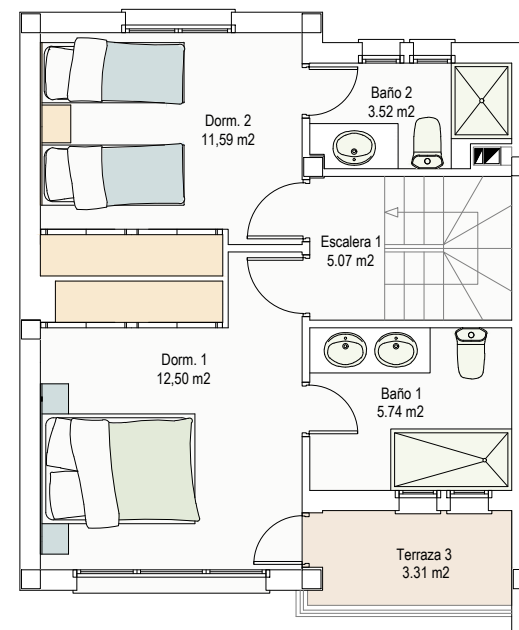 Dorm. 2
11,59 m2
Baño 2
3.52 m2
Escalera 1
5.07 m2
Dorm. 1
12,50 m2
Baño 1
5.74 m2
Terraza 3
3.31 m2